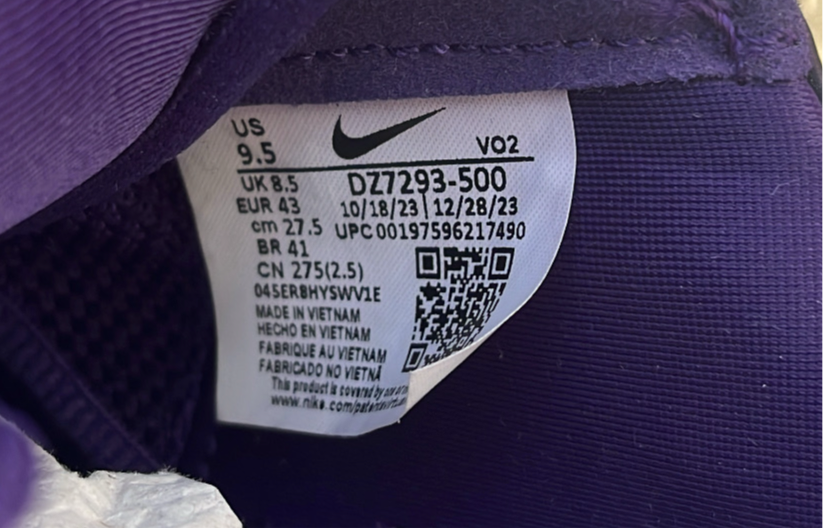 US
9.5
VO2
UK 8.5
DZ7293-500
EUR 43
10/18/23 | 12/28/23
cm 27.5
UPC 00197596217490
BR 41
CN 275(2.5)
045ERBHYSWV1E
MADE IN VIETNAM
HECHO EN VIETNAM
FABRIQUE AU VIETNAM
FABRICADO NO VIETNÃ
This product is covered by one or
www.nike.com/